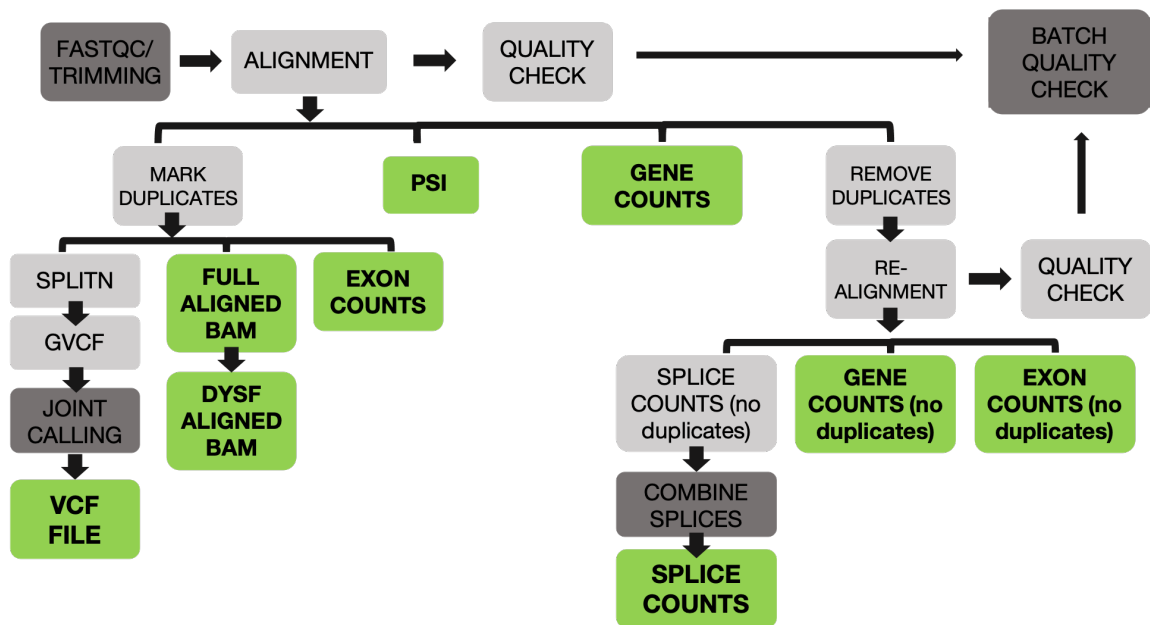 FASTQC/
TRIMMING
ALIGNMENT
QUALITY
CHECK
BATCH
QUALITY
CHECK
MARK
DUPLICATES
PSI
GENE
COUNTS
REMOVE
DUPLICATES
SPLITN
FULL
ALIGNED
BAM
EXON
COUNTS
RE-
ALIGNMENT
QUALITY
CHECK
GVCF
JOINT
CALLING
DYSF
ALIGNED
BAM
SPLICE
COUNTS (no
duplicates)
GENE
COUNTS (no
duplicates)
EXON
COUNTS (no
duplicates)
VCF
FILE
COMBINE
SPLICES
SPLICE
COUNTS